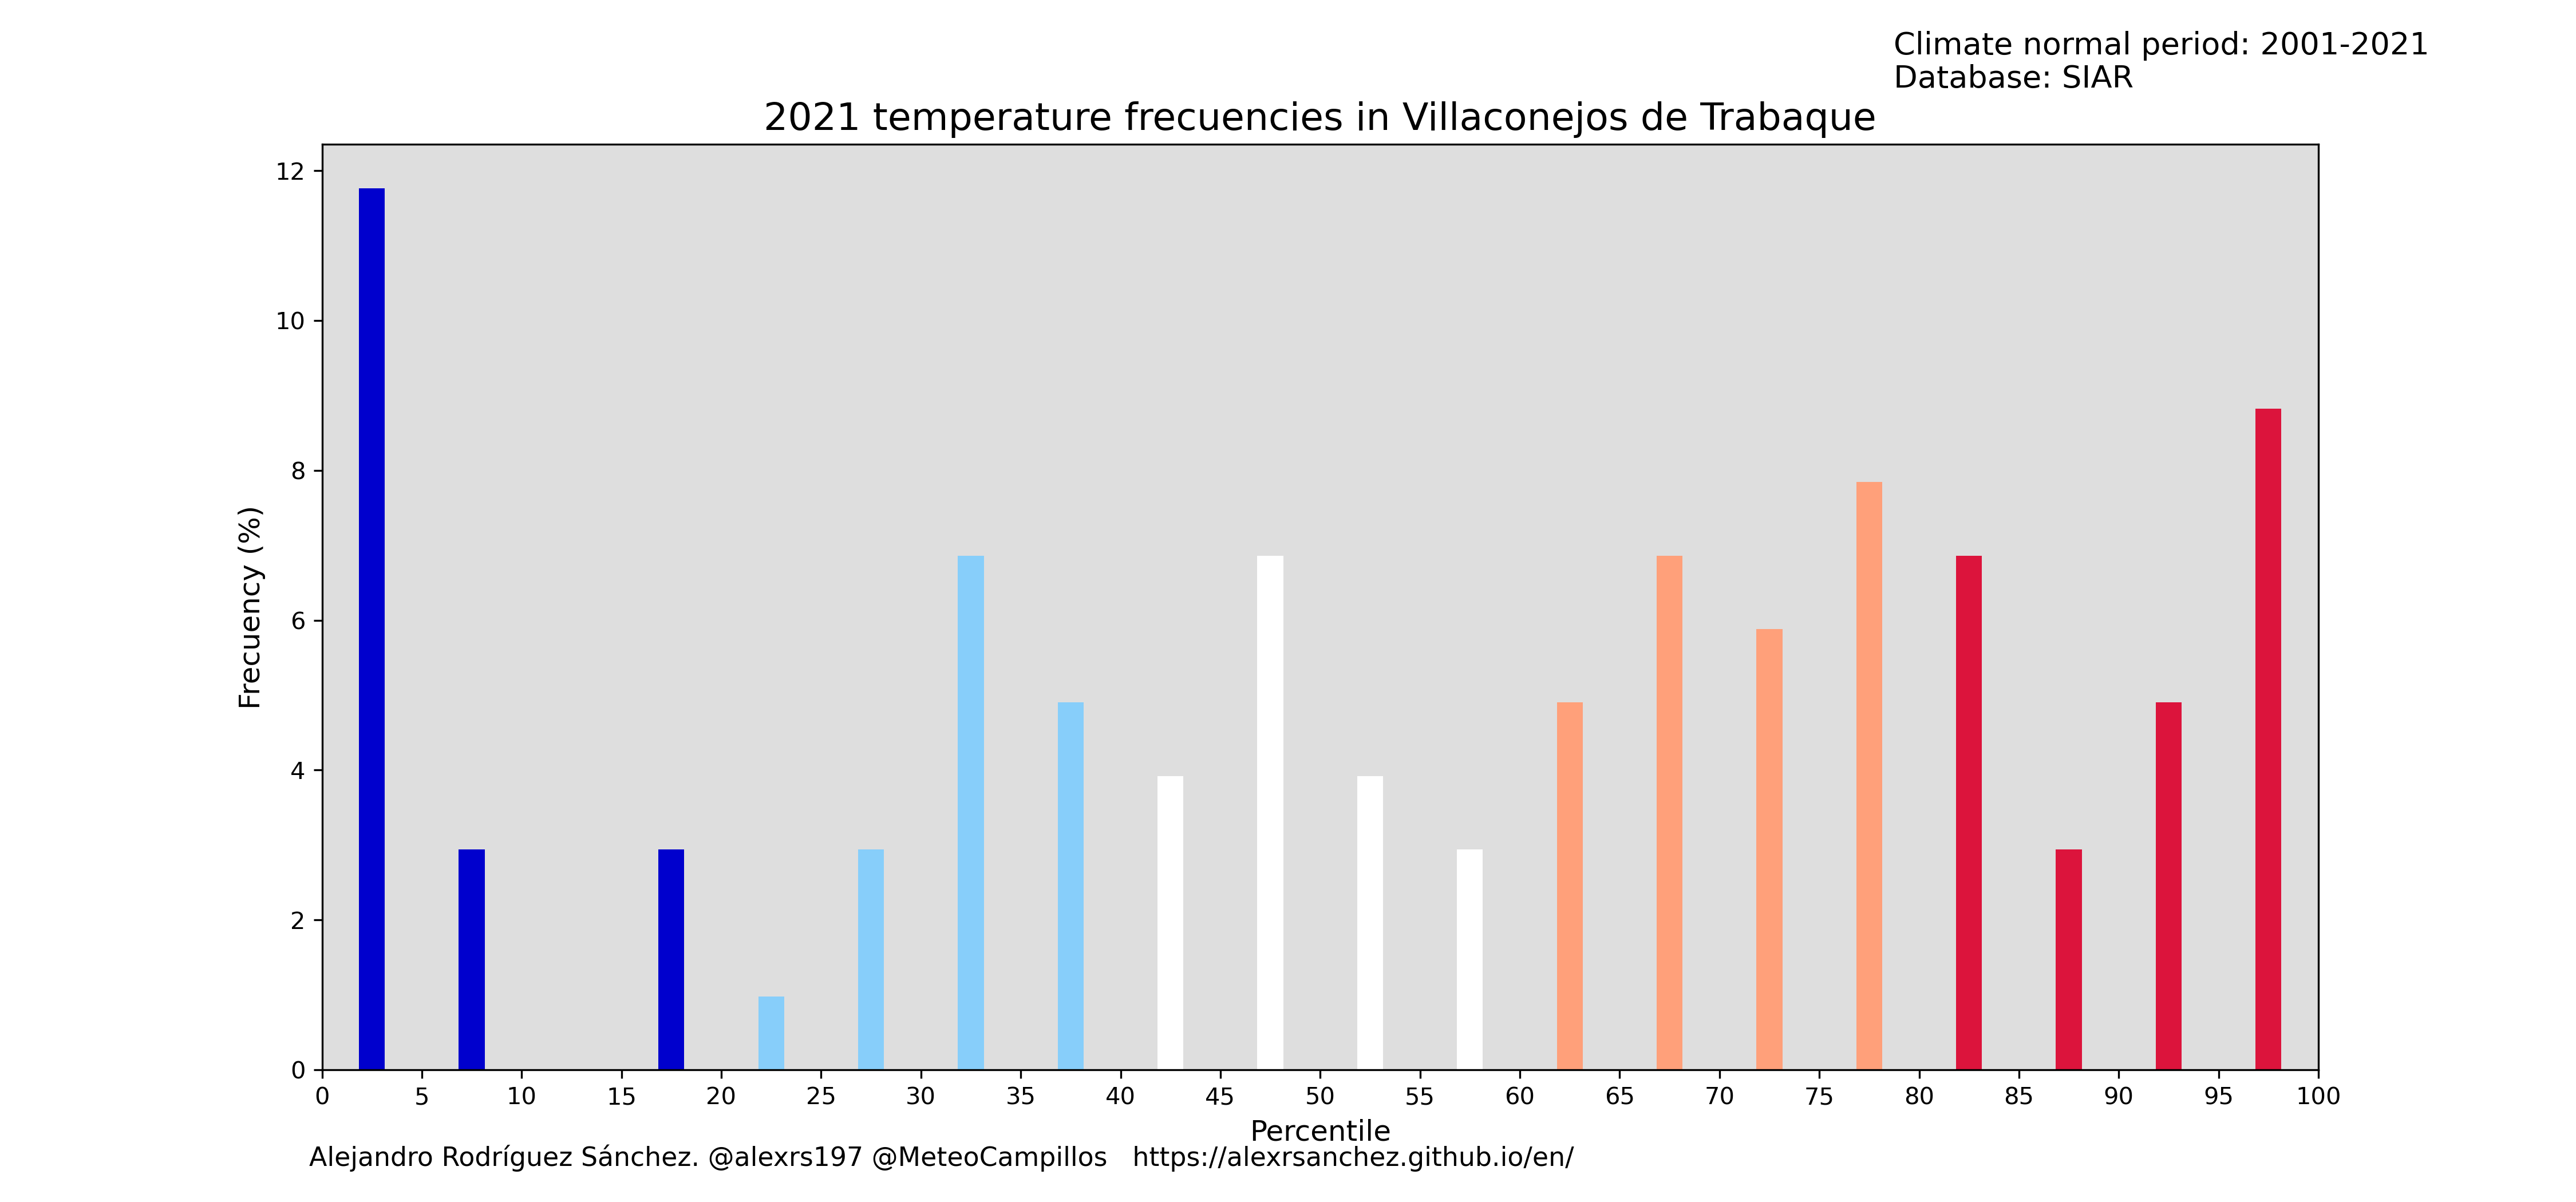 Climate normal period: 2001-2021
Database: SIAR
2021 temperature frecuencies in Villaconejos de Trabaque
12
10
8
6
4
2
0
Frecuency (%)
0 5 10 15 20 25 30 35 40 45 50 55 60 65 70 75 80 85 90 95 100
Percentile
Alejandro Rodríguez Sánchez. @alexrs197 @MeteoCampillos https://alexrsanchez.github.io/en/